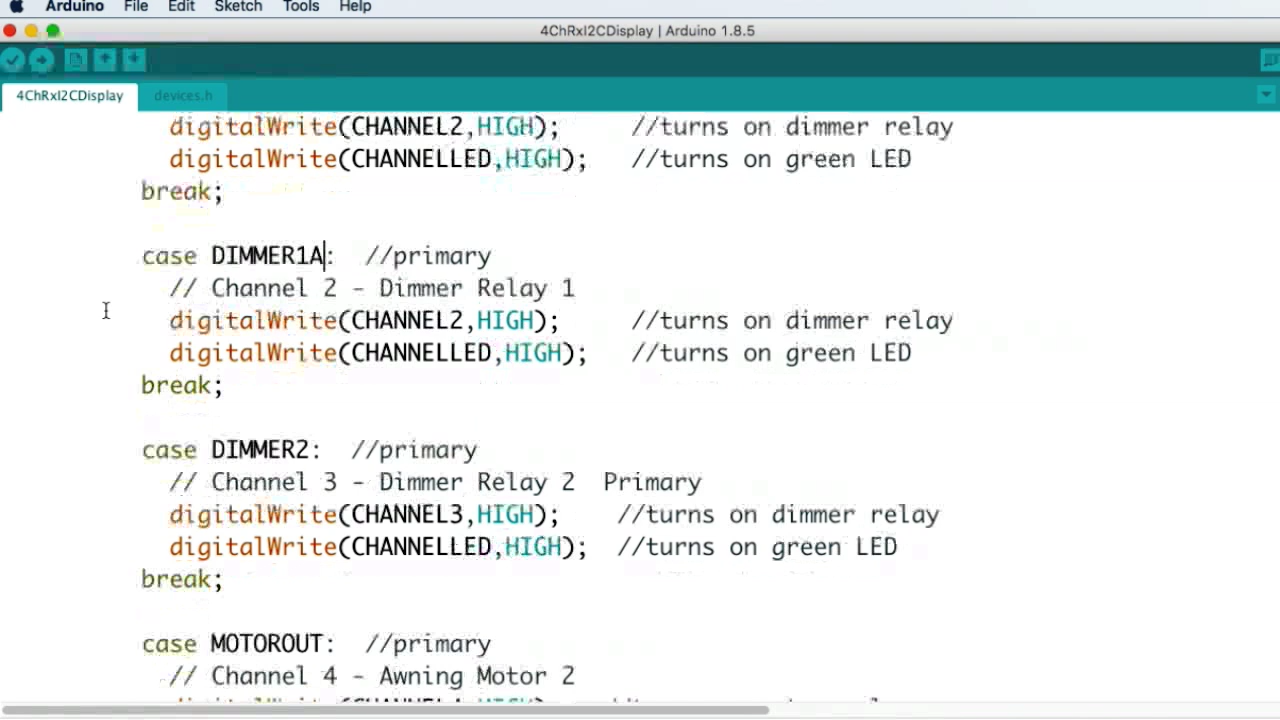 Arduino File Edit Sketch Tools Help
4ChRxI2CDisplay | Arduino 1.8.5
4ChRxI2CDisplay devices.h
digitalWrite(CHANNEL2,HIGH); //turns on dimmer relay
digitalWrite(CHANNELLED,HIGH); //turns on green LED
break;
case DIMMER1A: //primary
// Channel 2 - Dimmer Relay 1
digitalWrite(CHANNEL2,HIGH); //turns on dimmer relay
digitalWrite(CHANNELLED,HIGH); //turns on green LED
break;
case DIMMER2: //primary
// Channel 3 - Dimmer Relay 2 Primary
digitalWrite(CHANNEL3,HIGH); //turns on dimmer relay
digitalWrite(CHANNELLED,HIGH); //turns on green LED
break;
case MOTOROUT: //primary
// Channel 4 - Awning Motor 2